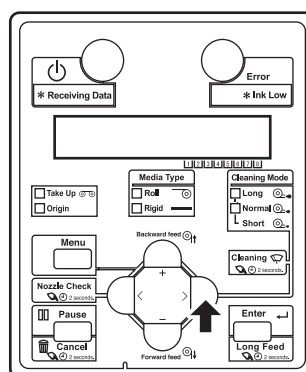 Error
* Receiving Data
* Ink Low
1 2 3 4 5 6 7 8
Media Type
Cleaning Mode
Take Up
Roll
Long
Origin
Rigid
Normal
Short
Menu
Backward feed
+
Cleaning
2 seconds.
Nozzle Check
2 seconds.
< >
Pause
Enter
−
Cancel
2 seconds.
Forward feed
Long Feed
2 seconds.